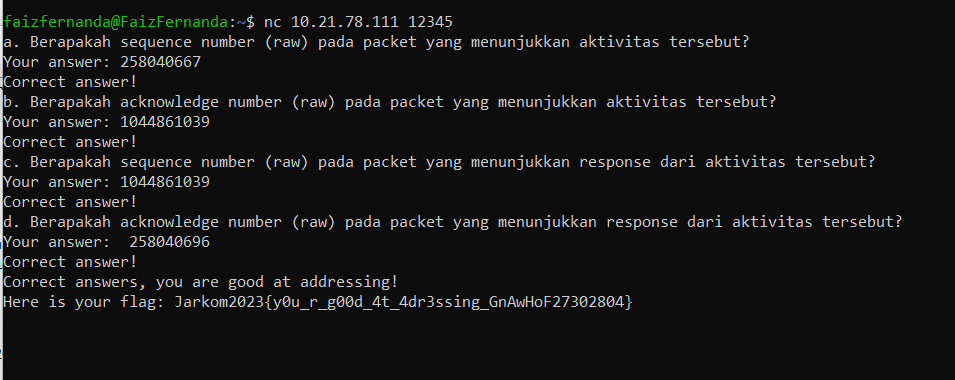 faizfernanda@FaizFernanda:~$ nc 10.21.78.111 12345
a. Berapakah sequence number (raw) pada packet yang menunjukkan aktivitas tersebut?
Your answer: 258040667
Correct answer!
b. Berapakah acknowledge number (raw) pada packet yang menunjukkan aktivitas tersebut?
Your answer: 1044861039
Correct answer!
c. Berapakah sequence number (raw) pada packet yang menunjukkan response dari aktivitas tersebut?
Your answer: 1044861039
Correct answer!
d. Berapakah acknowledge number (raw) pada packet yang menunjukkan response dari aktivitas tersebut?
Your answer:  258040696
Correct answer!
Correct answers, you are good at addressing!
Here is your flag: Jarkom2023{y0u_r_g00d_4t_4dr3ssing_GnAwHoF27302804}